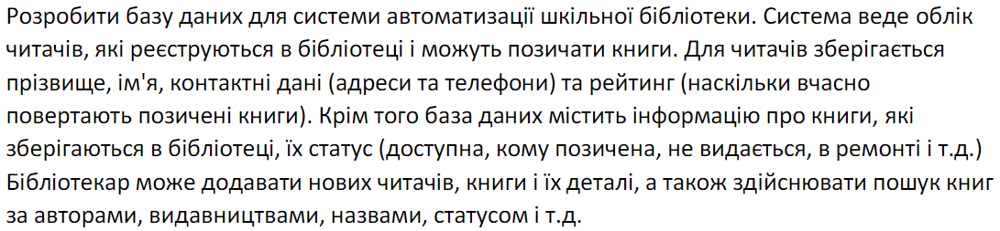 Розробити базу даних для системи автоматизації шкільної бібліотеки. Система веде облік
читачів, які реєструються в бібліотеці і можуть позичати книги. Для читачів зберігається
прізвище, ім'я, контактні дані (адреси та телефони) та рейтинг (наскільки вчасно
повертають позичені книги). Крім того база даних містить інформацію про книги, які
зберігаються в бібліотеці, їх статус (доступна, кому позичена, не видається, в ремонті і т.д.)
Бібліотекар може додавати нових читачів, книги і їх деталі, а також здійснювати пошук книг
за авторами, видавництвами, назвами, статусом і т.д.